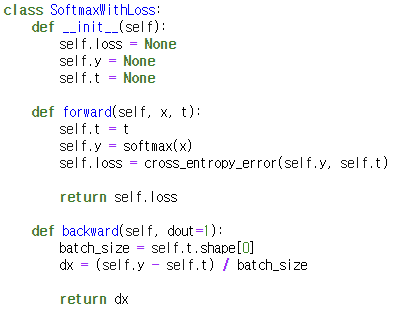 class SoftmaxWithLoss:
    def __init__(self):
        self.loss = None
        self.y = None
        self.t = None
    def forward(self, x, t):
        self.t = t
        self.y = softmax(x)
        self.loss = cross_entropy_error(self.y, self.t)
        return self.loss
    def backward(self, dout=1):
        batch_size = self.t.shape[0]
        dx = (self.y - self.t) / batch_size
        return dx